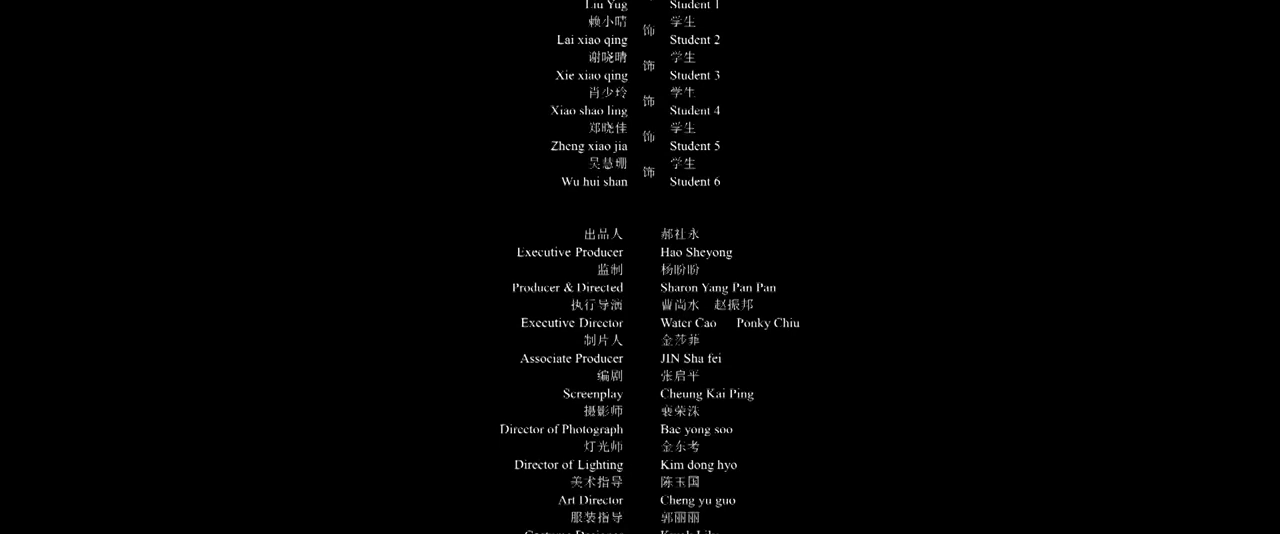 Liu Yug Student 1
赖小晴 饰 学生
Lai xiao qing Student 2
谢晓晴 饰 学生
Xie xiao qing Student 3
肖少玲 饰 学生
Xiao shao ling Student 4
郑晓佳 饰 学生
Zheng xiao jia Student 5
吴慧珊 饰 学生
Wu hui shan Student 6
出品人 郝社永
Executive Producer Hao Sheyong
监制 杨盼盼
Producer & Directed Sharon Yang Pan Pan
执行导演 曹尚水 赵振邦
Executive Director Water Cao Ponky Chiu
制片人 金莎菲
Associate Producer JIN Sha fei
编剧 张启平
Screenplay Cheung Kai Ping
摄影师 裴荣洙
Director of Photograph Bae yong soo
灯光师 金东考
Director of Lighting Kim dong hyo
美术指导 陈玉国
Art Director Cheng yu guo
服装指导 郭丽丽